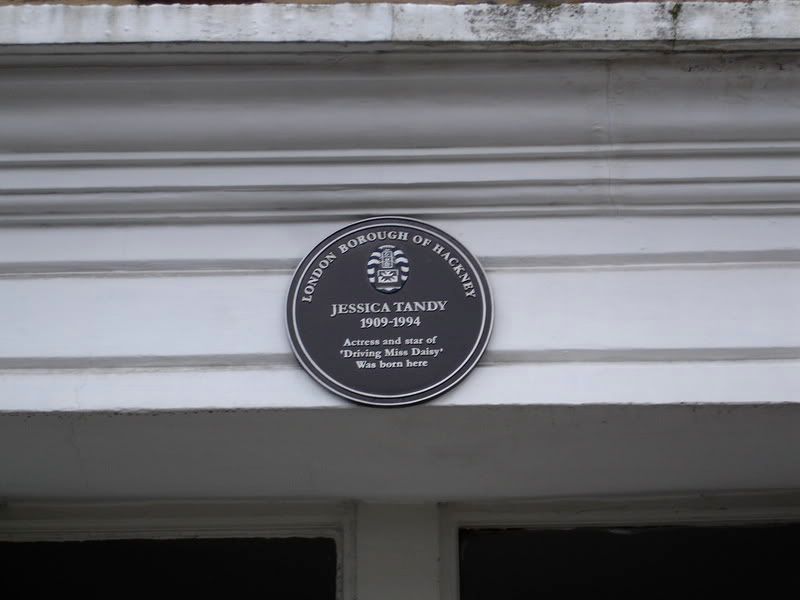 LONDON BOROUGH OF HACKNEY
JESSICA TANDY
1909-1994
Actress and star of
'Driving Miss Daisy'
Was born here